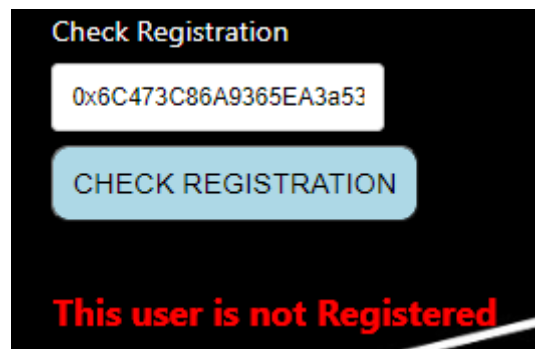 Check Registration
0x6C473C86A9365EA3a53
CHECK REGISTRATION
This user is not Registered